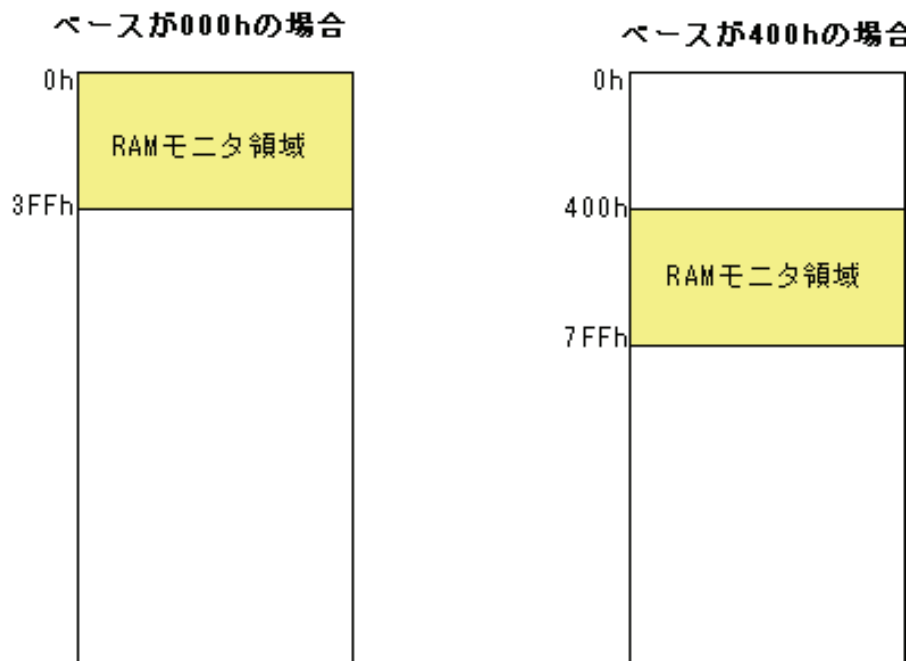 ベースが000hの場合
0h
RAMモニタ領域
3FFh
ベースが400hの場合
0h
400h
RAMモニタ領域
7FFh